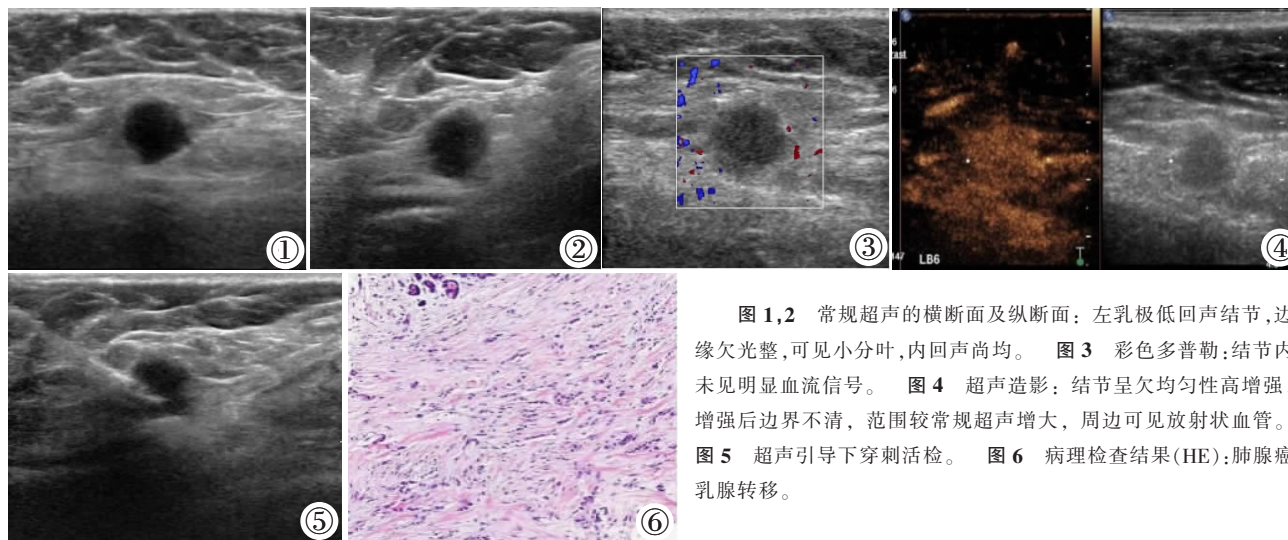 ①
②
③
④
LB6
⑤
⑥
图1,2 常规超声的横断面及纵断面：左乳极低回声结节,边
缘欠光整,可见小分叶,内回声尚均。 图3 彩色多普勒：结节内
未见明显血流信号。 图4 超声造影：结节呈欠均匀性高增强
增强后边界不清，范围较常规超声增大，周边可见放射状血管。
图5 超声引导下穿刺活检。 图6 病理检查结果(HE)：肺腺癌
乳腺转移。